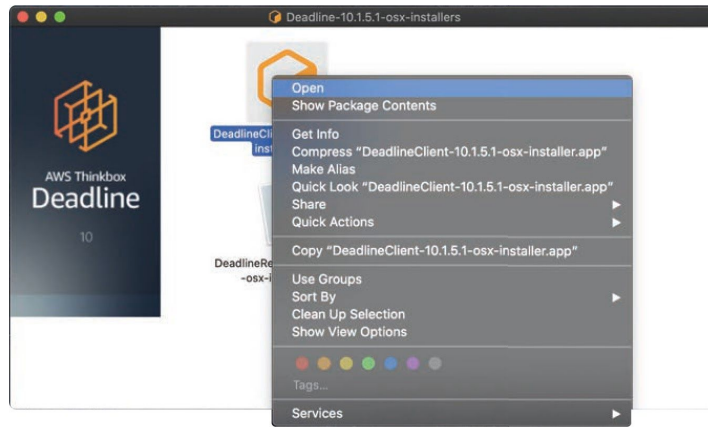 Deadline-10.1.5.1-osx-installers
AWS Thinkbox
Deadline
10
DeadlineCli
inst
DeadlineRe
-osx-i
Open
Show Package Contents
Get Info
Compress “DeadlineClient-10.1.5.1-osx-installer.app”
Make Alias
Quick Look “DeadlineClient-10.1.5.1-osx-installer.app”
Share
Quick Actions
Copy “DeadlineClient-10.1.5.1-osx-installer.app”
Use Groups
Sort By
Clean Up Selection
Show View Options
Tags...
Services